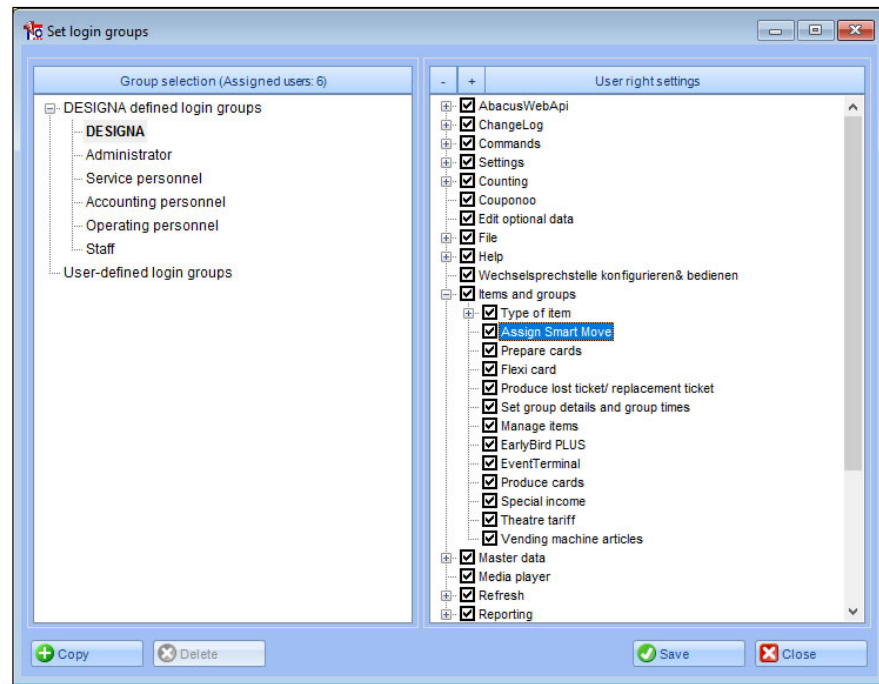 Set login groups
Group selection (Assigned users: 6)
DESIGNA defined login groups
DESIGNA
Administrator
Service personnel
Accounting personnel
Operating personnel
Staff
User-defined login groups
- + User right settings
AbacusWebApi
ChangeLog
Commands
Settings
Counting
Couponoo
Edit optional data
File
Help
Wechselsprechstelle konfigurieren& bedienen
Items and groups
Type of item
Assign Smart Move
Prepare cards
Flexi card
Produce lost ticket/ replacement ticket
Set group details and group times
Manage items
EarlyBird PLUS
EventTerminal
Produce cards
Special income
Theatre tariff
Vending machine articles
Master data
Media player
Refresh
Reporting
Copy
Delete
Save
Close